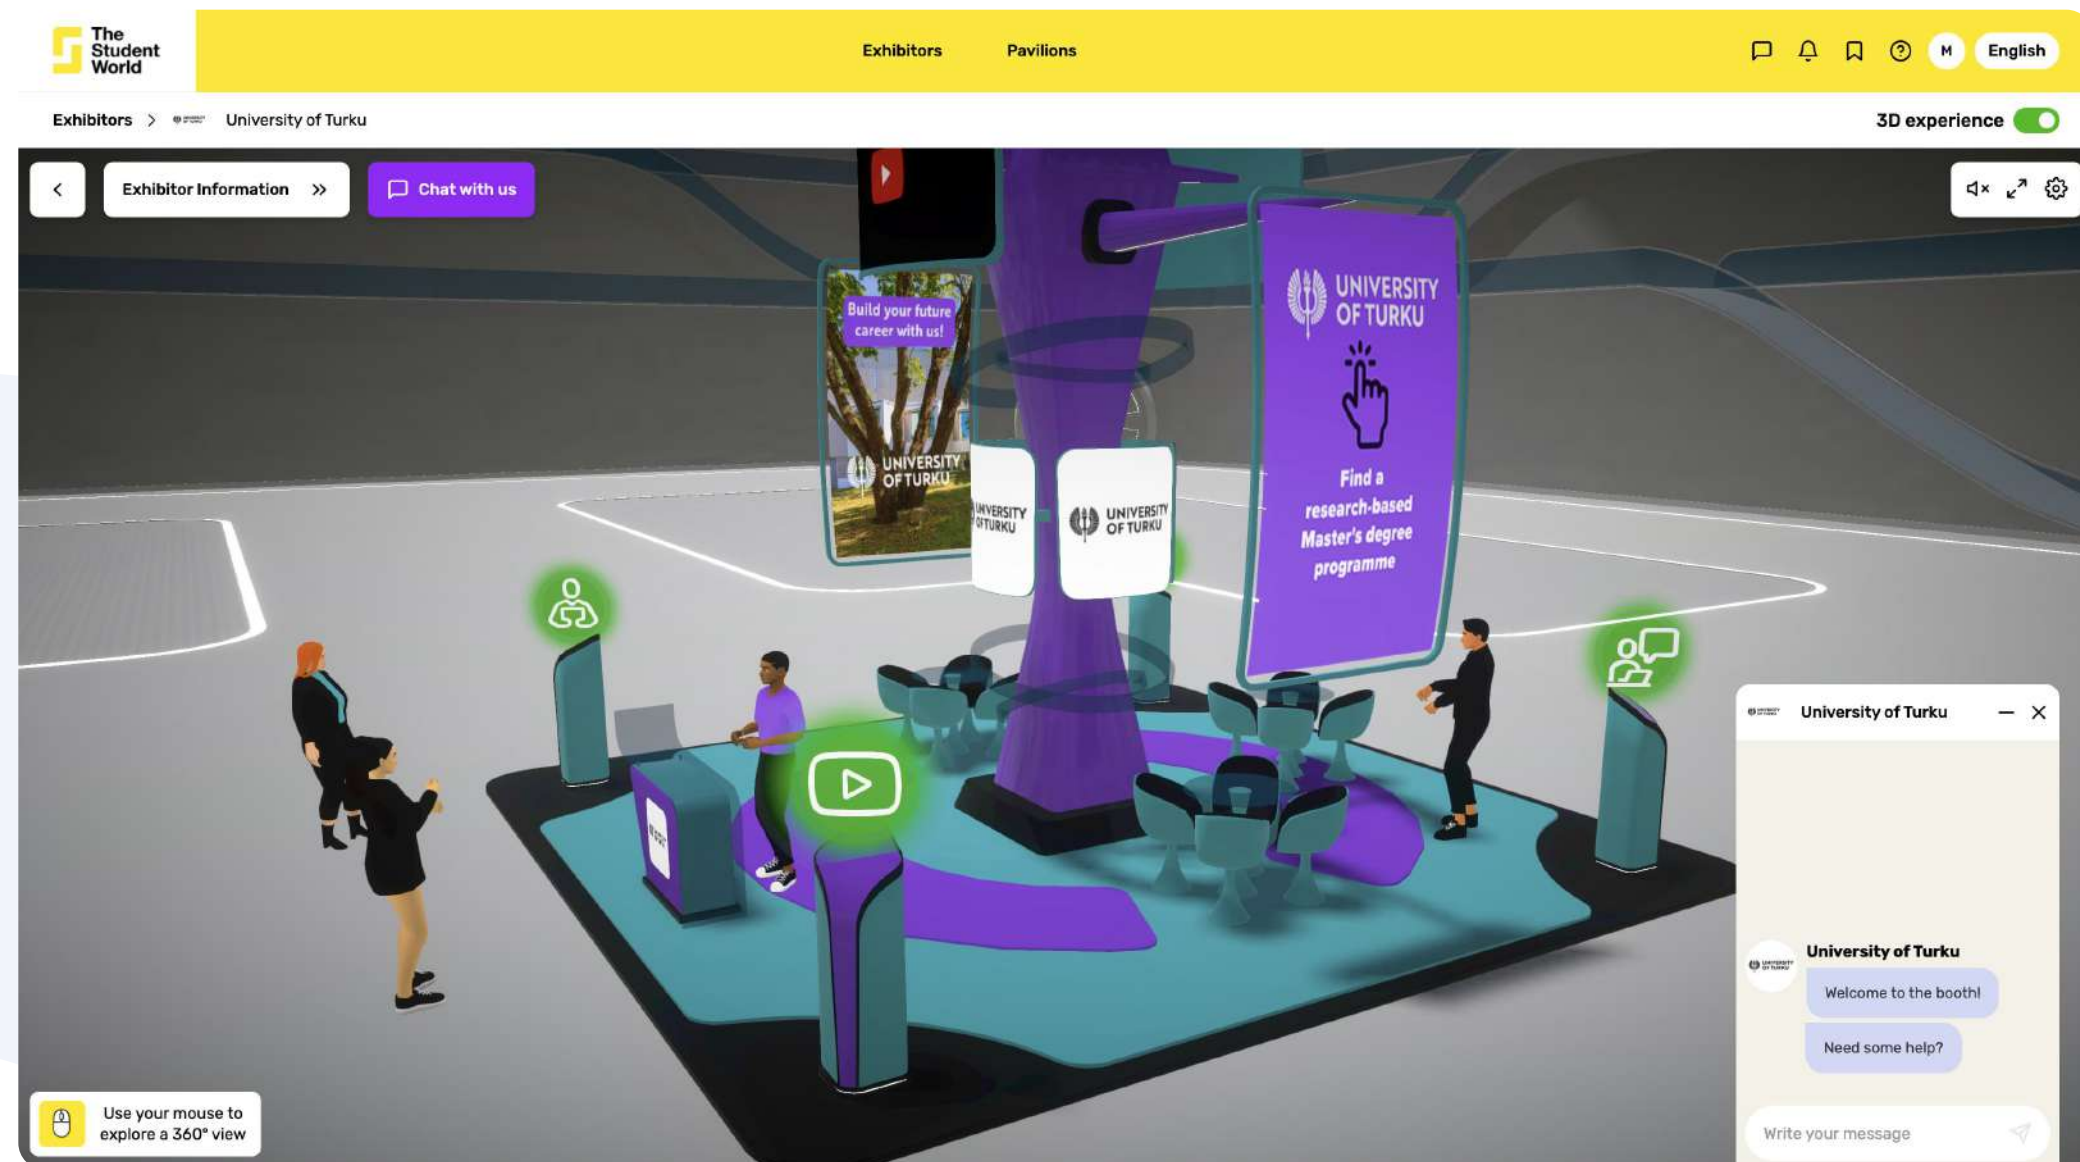 The
Student
World
Exhibitors
Pavilions
M
English
Exhibitors > University of Turku
3D experience
Exhibitor Information »
Chat with us
Build your future
career with us!
UNIVERSITY
OF TURKU
UNIVERSITY
OF TURKU
UNIVERSITY
OF TURKU
UNIVERSITY
OF TURKU
Find a
research-based
Master's degree
programme
University of Turku
University of Turku
Welcome to the booth!
Need some help?
Write your message
Use your mouse to
explore a 360° view